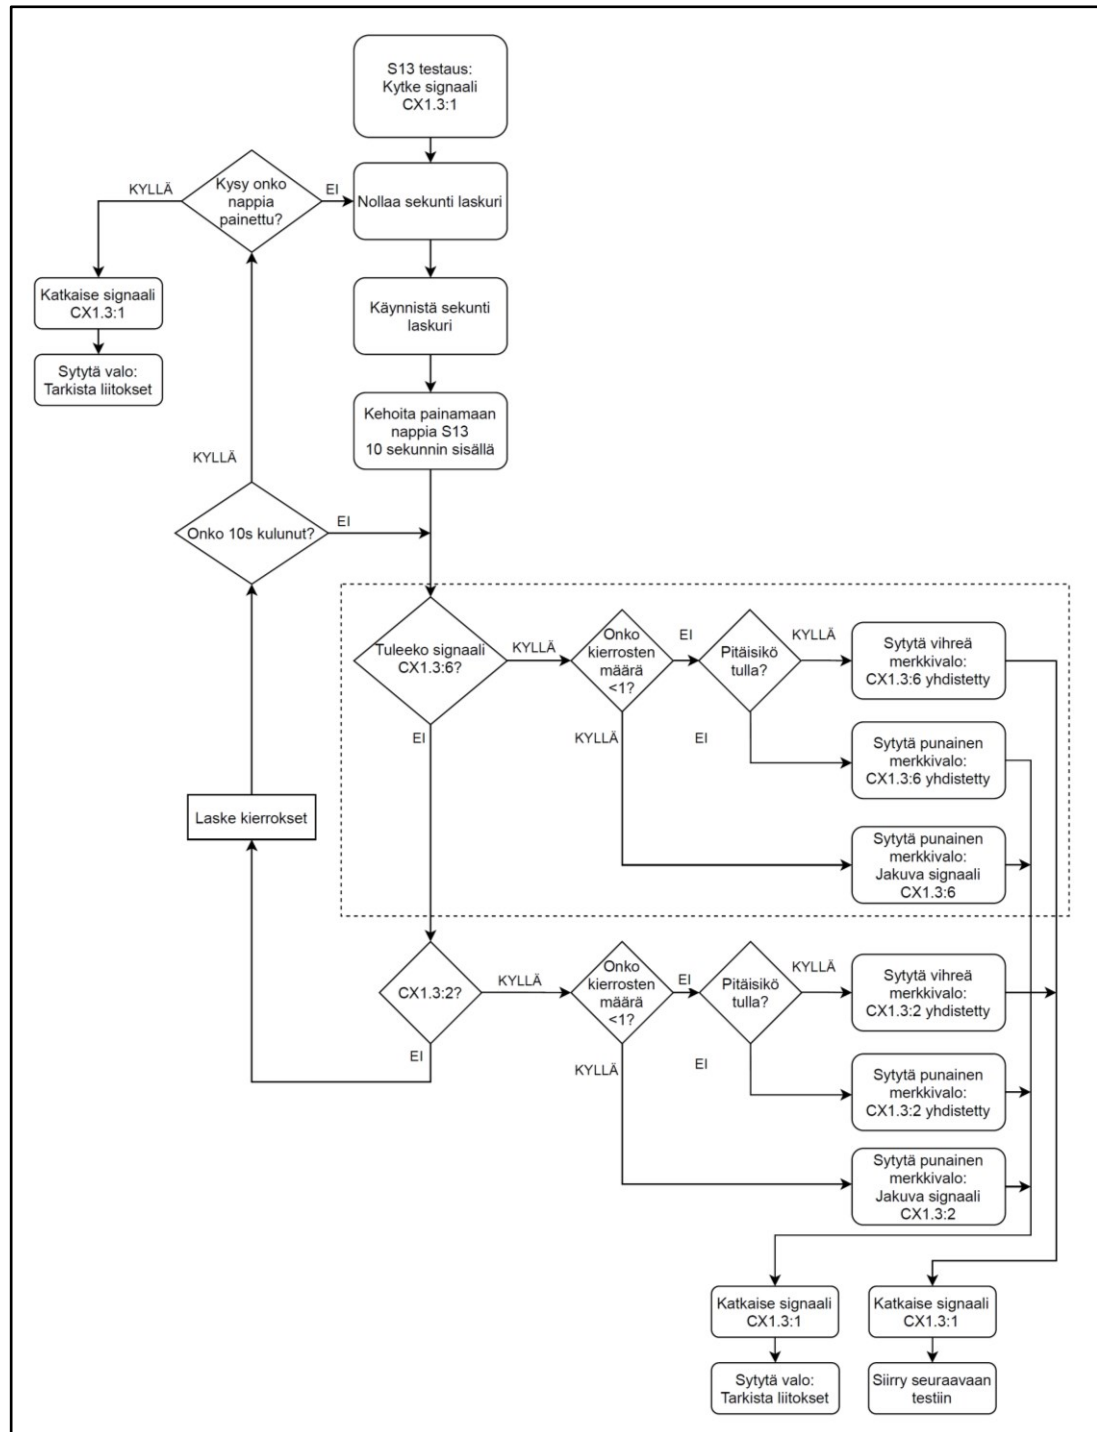 S13 testaus:
Kytke signaali
CX1.3:1
KYLLÄ
Kysy onko
nappia
painettu?
EI
Nollaa sekunti laskuri
Katkaise signaali
CX1.3:1
Käynnistä sekunti
laskuri
Sytytä valo:
Tarkista liitokset
Kehoita painamaan
nappia S13
10 sekunnin sisällä
KYLLÄ
Onko 10s kulunut?
EI
Tuleeko signaali
CX1.3:6?
KYLLÄ
Onko
kierrosten
määrä
<1?
EI
Pitäisikö
tulla?
KYLLÄ
Sytytä vihreä
merkkivalo:
CX1.3:6 yhdistetty
EI
KYLLÄ
EI
Sytytä punainen
merkkivalo:
CX1.3:6 yhdistetty
Laske kierrokset
Sytytä punainen
merkkivalo:
Jakuva signaali
CX1.3:6
CX1.3:2?
KYLLÄ
Onko
kierrosten
määrä
<1?
EI
Pitäisikö
tulla?
KYLLÄ
Sytytä vihreä
merkkivalo:
CX1.3:2 yhdistetty
EI
KYLLÄ
EI
Sytytä punainen
merkkivalo:
CX1.3:2 yhdistetty
Sytytä punainen
merkkivalo:
Jakuva signaali
CX1.3:2
Katkaise signaali
CX1.3:1
Katkaise signaali
CX1.3:1
Sytytä valo:
Tarkista liitokset
Siirry seuraavaan
testiin